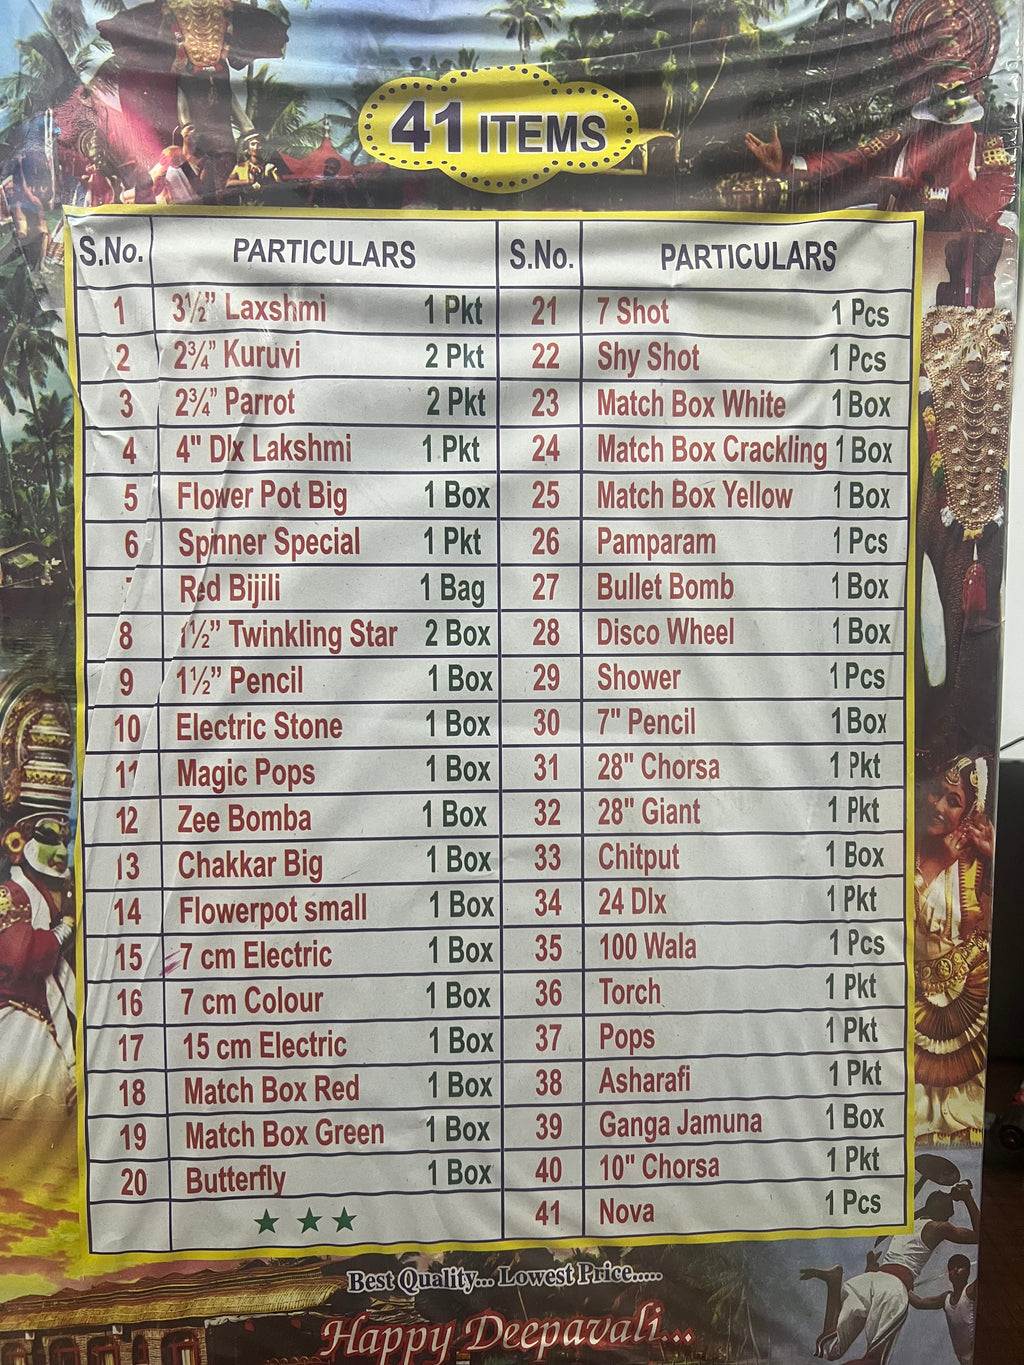 41 ITEMS
S.No. PARTICULARS
1 3½” Laxshmi 1 Pkt
2 2¾” Kuruvi 2 Pkt
3 2¾” Parrot 2 Pkt
4 4" Dlx Lakshmi 1 Pkt
5 Flower Pot Big 1 Box
6 Spinner Special 1 Pkt
Red Bijili 1 Bag
8 1½” Twinkling Star 2 Box
9 1½” Pencil 1 Box
10 Electric Stone 1 Box
11 Magic Pops 1 Box
12 Zee Bomba 1 Box
13 Chakkar Big 1 Box
14 Flowerpot small 1 Box
15 7 cm Electric 1 Box
16 7 cm Colour 1 Box
17 15 cm Electric 1 Box
18 Match Box Red 1 Box
19 Match Box Green 1 Box
20 Butterfly 1 Box
S.No. PARTICULARS
21 7 Shot 1 Pcs
22 Shy Shot 1 Pcs
23 Match Box White 1 Box
24 Match Box Crackling 1 Box
25 Match Box Yellow 1 Box
26 Pamparam 1 Pcs
27 Bullet Bomb 1 Box
28 Disco Wheel 1 Box
29 Shower 1 Pcs
30 7" Pencil 1 Box
31 28" Chorsa 1 Pkt
32 28" Giant 1 Pkt
33 Chitput 1 Box
34 24 Dlx 1 Pkt
35 100 Wala 1 Pcs
36 Torch 1 Pkt
37 Pops 1 Pkt
38 Asharafi 1 Pkt
39 Ganga Jamuna 1 Box
40 10" Chorsa 1 Pkt
41 Nova 1 Pcs
Best Quality... Lowest Price.....
Happy Deepavali...